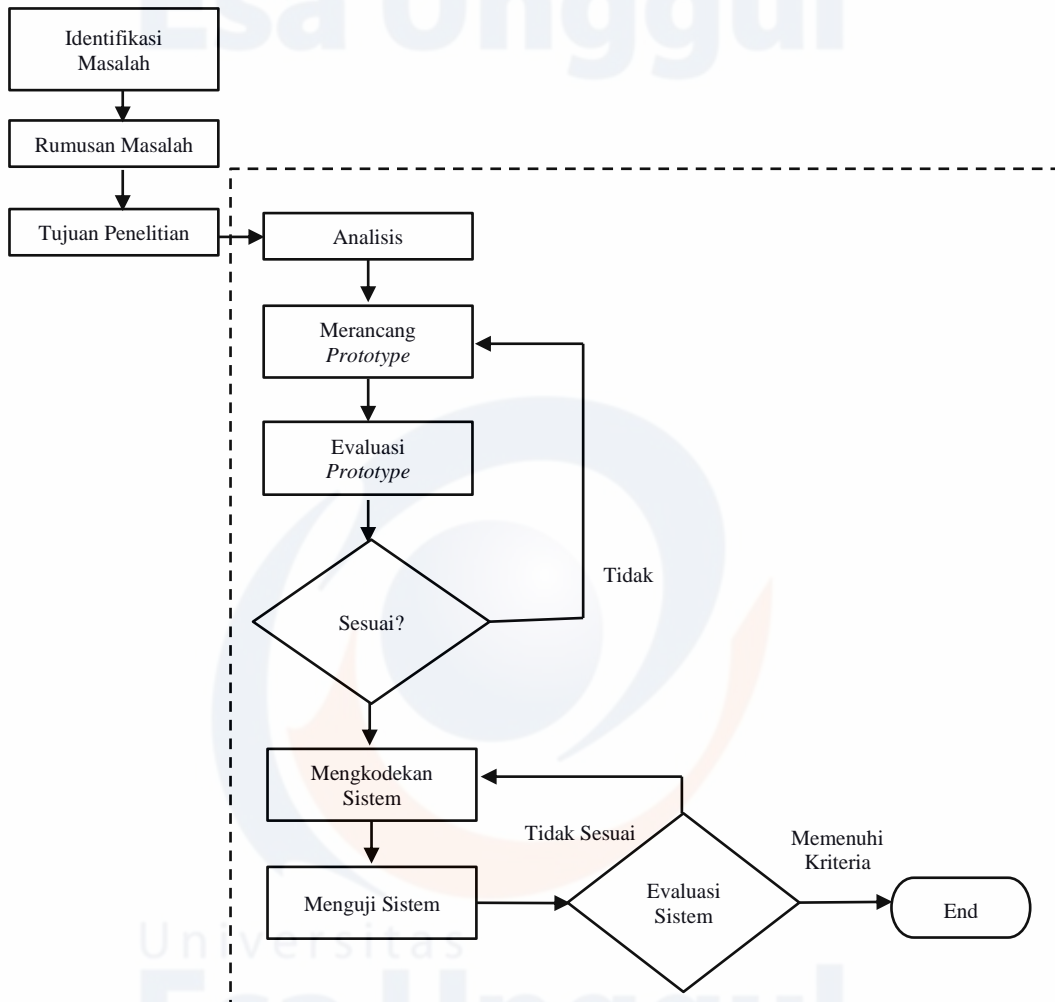 Esa Unggul
Identifikasi
Masalah
Rumusan Masalah
Tujuan Penelitian
Analisis
Merancang
Prototype
Evaluasi
Prototype
Tidak
Sesuai?
Mengkodekan
Sistem
Tidak Sesuai
Memenuhi
Kriteria
Menguji Sistem
Evaluasi
Sistem
End
Universitas
Esa Unggul